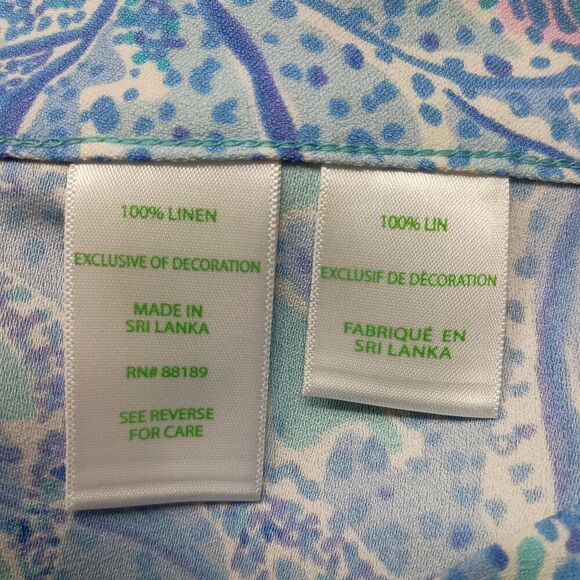 100% LINEN
EXCLUSIVE OF DECORATION
MADE IN
SRI LANKA
RN# 88189
SEE REVERSE
FOR CARE
100% LIN
EXCLUSIF DE DÉCORATION
FABRIQUÉ EN
SRI LANKA